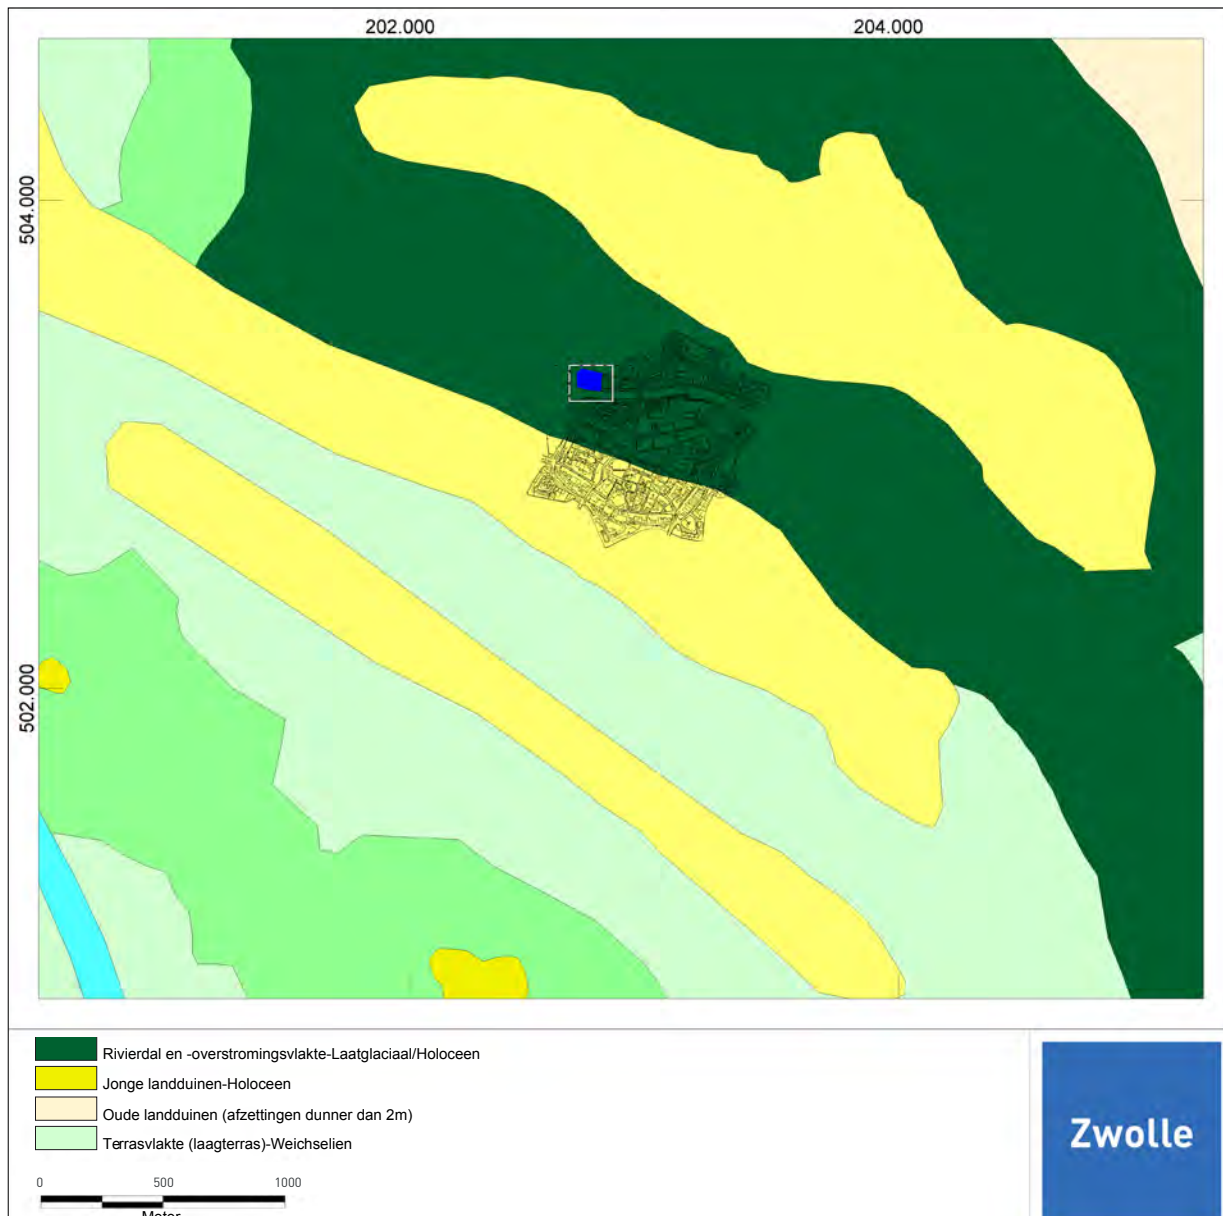 202.000 204.000
504.000
502.000
Rivierdal en -overstromingsvlakte-Laatglaciaal/Holoceen
Jonge landduinen-Holoceen
Oude landduinen (afzettingen dunner dan 2m)
Terrasvlakte (laagterras)-Weichselien
0 500 1000
Meter
Zwolle